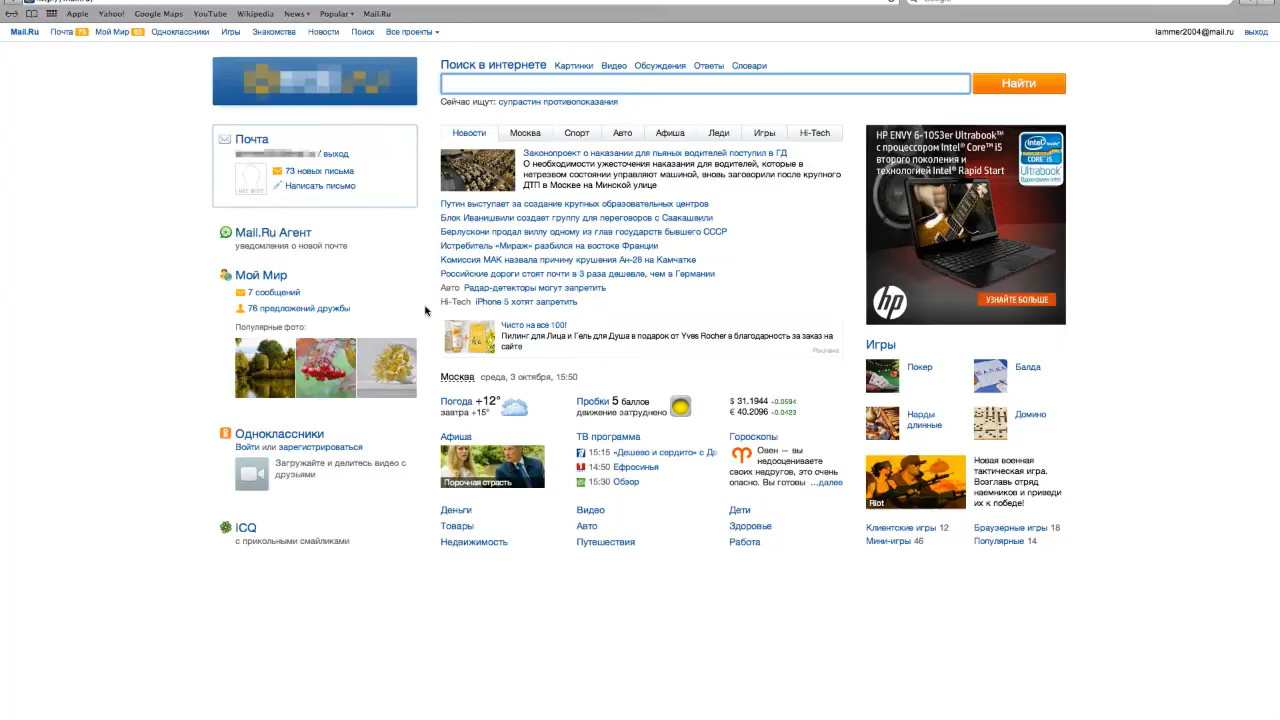 Apple Yahoo! Google Maps YouTube Wikipedia News Popular Mail.Ru
Mail.Ru Почта 73 Мой Мир Одноклассники Игры Знакомства Новости Поиск Все проекты lammer2004@mail.ru выход
Поиск в интернете Картинки Видео Обсуждения Ответы Словари
Найти
Сейчас ищут: супрастин противопоказания
Почта
/ выход
73 новых письма
Написать письмо
Mail.Ru Агент
уведомления о новой почте
Мой Мир
7 сообщений
76 предложений дружбы
Популярные фото:
Одноклассники
Войти или зарегистрироваться
Загружайте и делитесь видео с
друзьями
ICQ
с прикольными смайликами
Новости Москва Спорт Авто Афиша Леди Игры Hi-Tech
Законопроект о наказании для пьяных водителей поступил в ГД
О необходимости ужесточения наказания для водителей, которые в
нетрезвом состоянии управляют машиной, вновь заговорили после крупного
ДТП в Москве на Минской улице
Путин выступает за создание крупных образовательных центров
Блок Иванишвили создает группу для переговоров с Саакашвили
Берлускони продал виллу одному из глав государств бывшего СССР
Истребитель «Мираж» разбился на востоке Франции
Комиссия МАК назвала причину крушения Ан-28 на Камчатке
Российские дороги стоят почти в 3 раза дешевле, чем в Германии
Авто Радар-детекторы могут запретить
Hi-Tech iPhone 5 хотят запретить
Чисто на все 100!
Пилинг для Лица и Гель для Душа в подарок от Yves Rocher в благодарность за заказ на
сайте
Реклама
Москва среда, 3 октября, 15:50
Погода +12°
завтра +15°
Пробки 5 баллов
движение затруднено
$ 31.1944 +0.0594
€ 40.2096 +0.0423
Афиша
Порочная страсть
ТВ программа
15:15 «Дешево и сердито» с Де
14:50 Ефросинья
15:30 Обзор
Гороскопы
Овен — вы
недооцениваете
своих недругов, это очень
опасно. Вы готовы ...далее
Деньги Видео Дети
Товары Авто Здоровье
Недвижимость Путешествия Работа
HP ENVY 6-1053er Ultrabook™
с процессором Intel® Core™ i5
второго поколения и
технологией Intel® Rapid Start
intel
CORE i5
Ultrabook
hp
УЗНАЙТЕ БОЛЬШЕ
Игры
Покер Балда
Нарды
длинные
Домино
Riot
Новая военная
тактическая игра.
Возглавь отряд
наемников и приведи
их к победе!
Клиентские игры 12 Браузерные игры 18
Мини-игры 46 Популярные 14